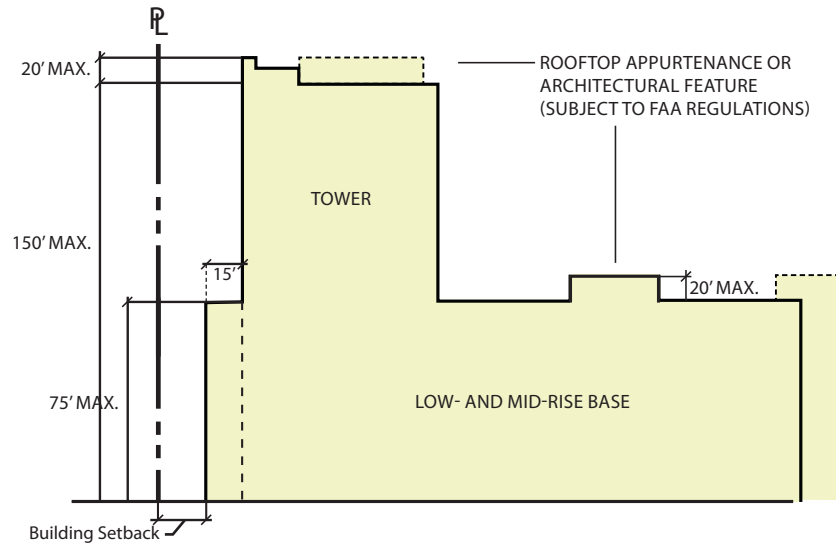 PL
20' MAX.
ROOFTOP APPURTENANCE OR
ARCHITECTURAL FEATURE
(SUBJECT TO FAA REGULATIONS)
TOWER
150' MAX.
15'
20' MAX.
75' MAX.
LOW- AND MID-RISE BASE
Building Setback